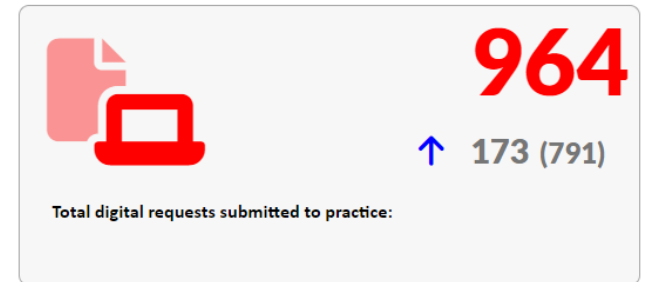 964
173 (791)
Total digital requests submitted to practice: